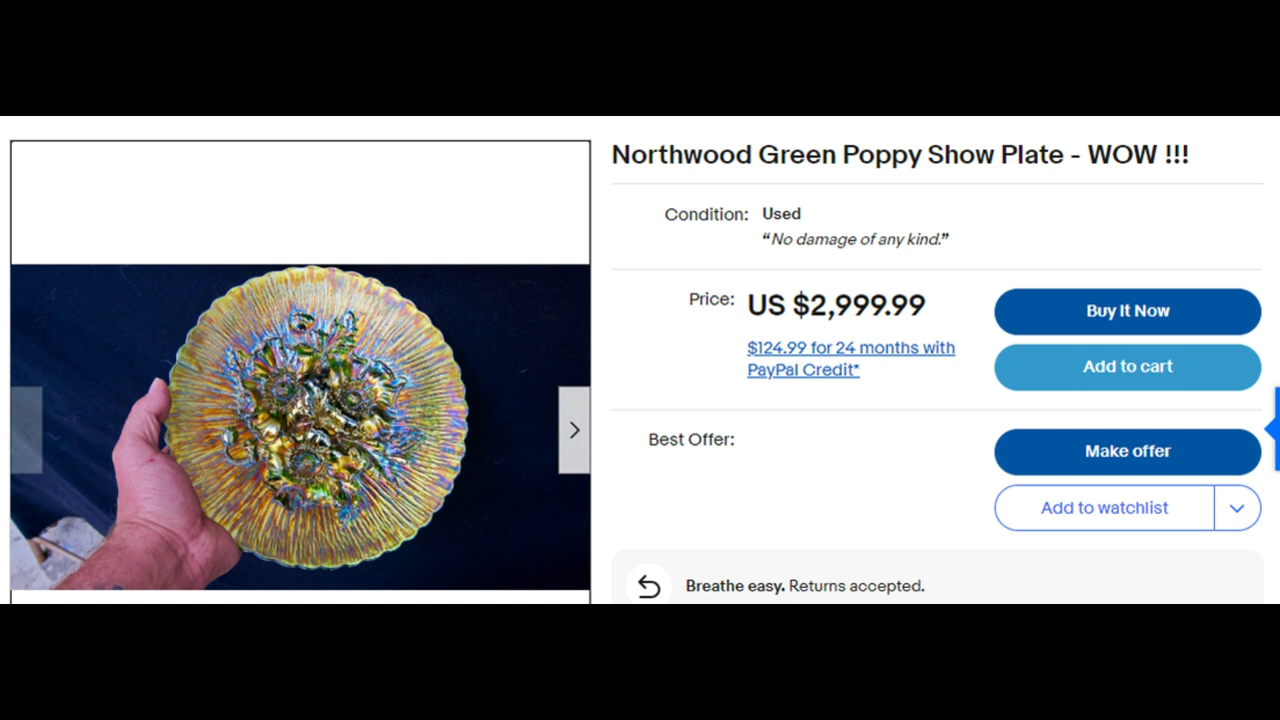 Northwood Green Poppy Show Plate - WOW !!!
Condition: Used
“No damage of any kind.”
Price: US $2,999.99
Buy It Now
$124.99 for 24 months with
PayPal Credit*
Add to cart
Best Offer:
Make offer
Add to watchlist
Breathe easy. Returns accepted.